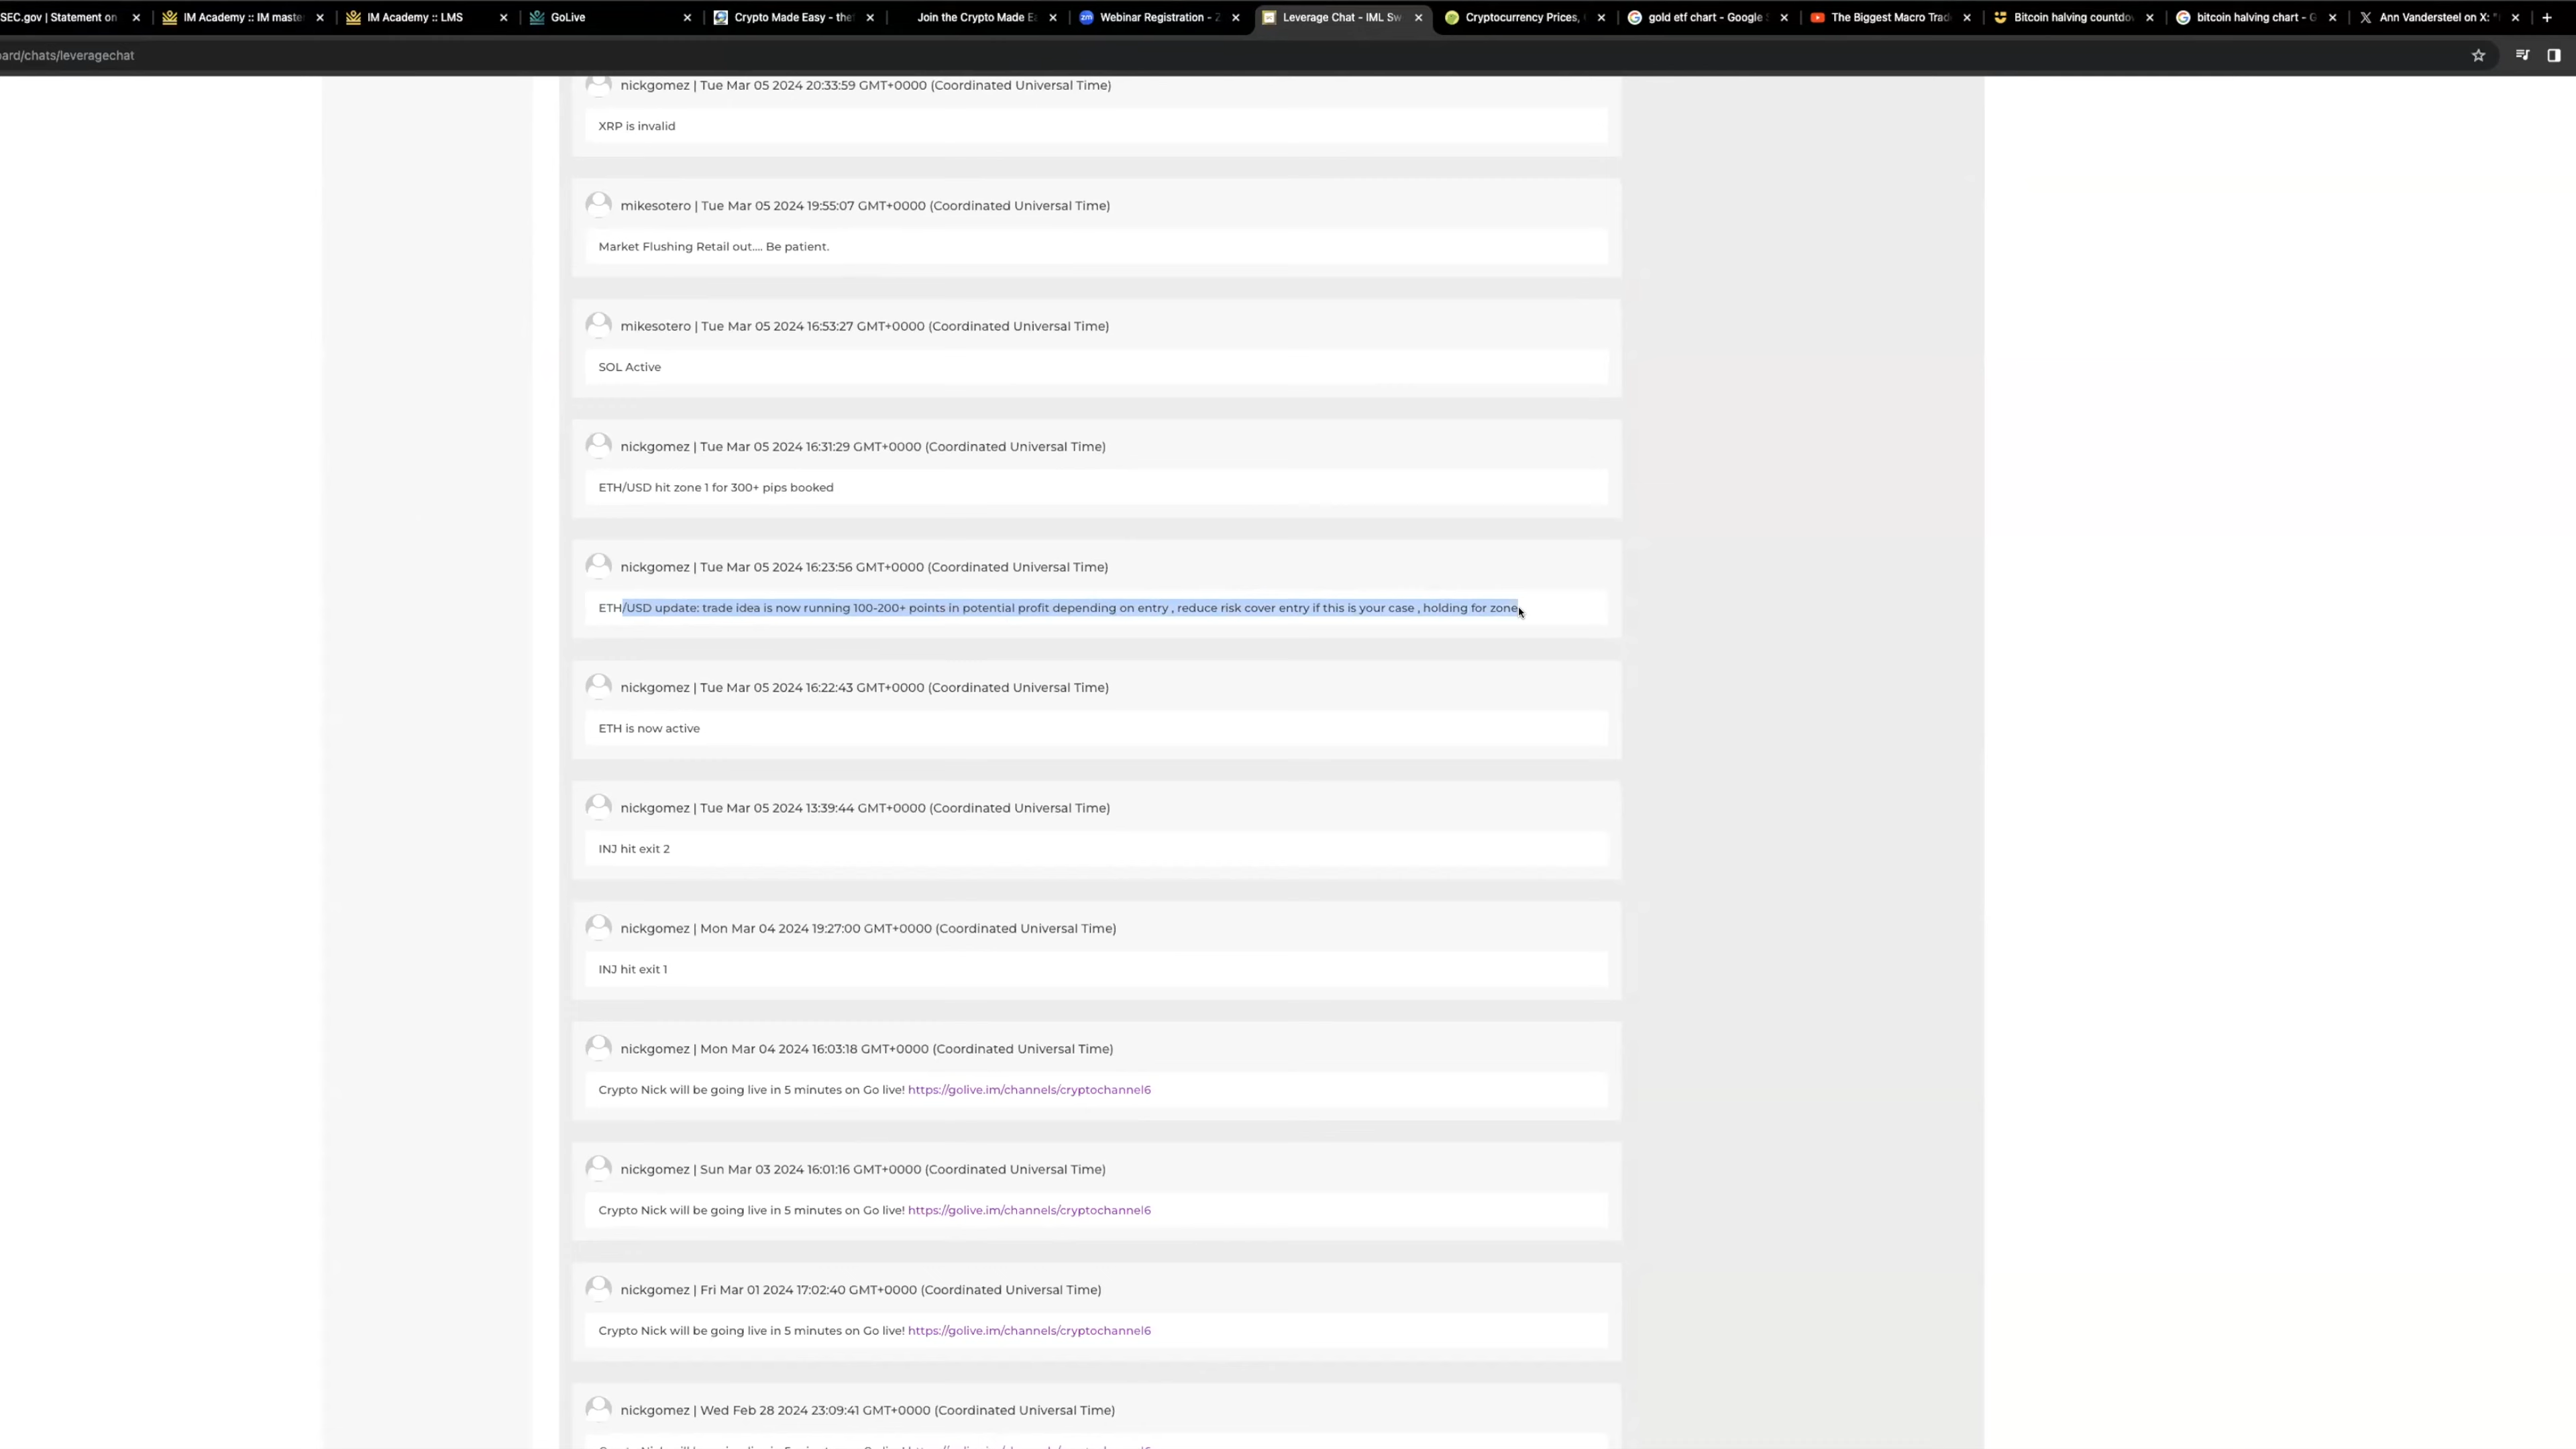 SEC.gov | Statement on
IM Academy :: IM maste
IM Academy :: LMS
GoLive
Crypto Made Easy - the
Join the Crypto Made E
Webinar Registration - Z
Leverage Chat - IML Sw
Cryptocurrency Prices,
gold etf chart - Google S
The Biggest Macro Trad
Bitcoin halving countdo
bitcoin halving chart - G
Ann Vandersteel on X: "
ard/chats/leveragechat
nickgomez | Tue Mar 05 2024 20:33:59 GMT+0000 (Coordinated Universal Time)
XRP is invalid
mikesotero | Tue Mar 05 2024 19:55:07 GMT+0000 (Coordinated Universal Time)
Market Flushing Retail out.... Be patient.
mikesotero | Tue Mar 05 2024 16:53:27 GMT+0000 (Coordinated Universal Time)
SOL Active
nickgomez | Tue Mar 05 2024 16:31:29 GMT+0000 (Coordinated Universal Time)
ETH/USD hit zone 1 for 300+ pips booked
nickgomez | Tue Mar 05 2024 16:23:56 GMT+0000 (Coordinated Universal Time)
ETH/USD update: trade idea is now running 100-200+ points in potential profit depending on entry , reduce risk cover entry if this is your case , holding for zone
nickgomez | Tue Mar 05 2024 16:22:43 GMT+0000 (Coordinated Universal Time)
ETH is now active
nickgomez | Tue Mar 05 2024 13:39:44 GMT+0000 (Coordinated Universal Time)
INJ hit exit 2
nickgomez | Mon Mar 04 2024 19:27:00 GMT+0000 (Coordinated Universal Time)
INJ hit exit 1
nickgomez | Mon Mar 04 2024 16:03:18 GMT+0000 (Coordinated Universal Time)
Crypto Nick will be going live in 5 minutes on Go live! https://golive.im/channels/cryptochannel6
nickgomez | Sun Mar 03 2024 16:01:16 GMT+0000 (Coordinated Universal Time)
Crypto Nick will be going live in 5 minutes on Go live! https://golive.im/channels/cryptochannel6
nickgomez | Fri Mar 01 2024 17:02:40 GMT+0000 (Coordinated Universal Time)
Crypto Nick will be going live in 5 minutes on Go live! https://golive.im/channels/cryptochannel6
nickgomez | Wed Feb 28 2024 23:09:41 GMT+0000 (Coordinated Universal Time)